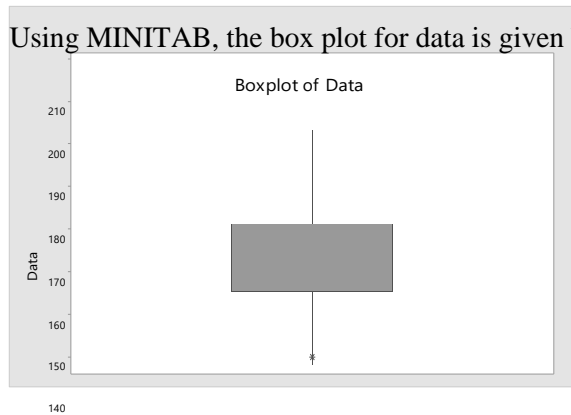 Using MINITAB, the box plot for data is given
Boxplot of Data
210
200
190
180
Data
170
160
150
140